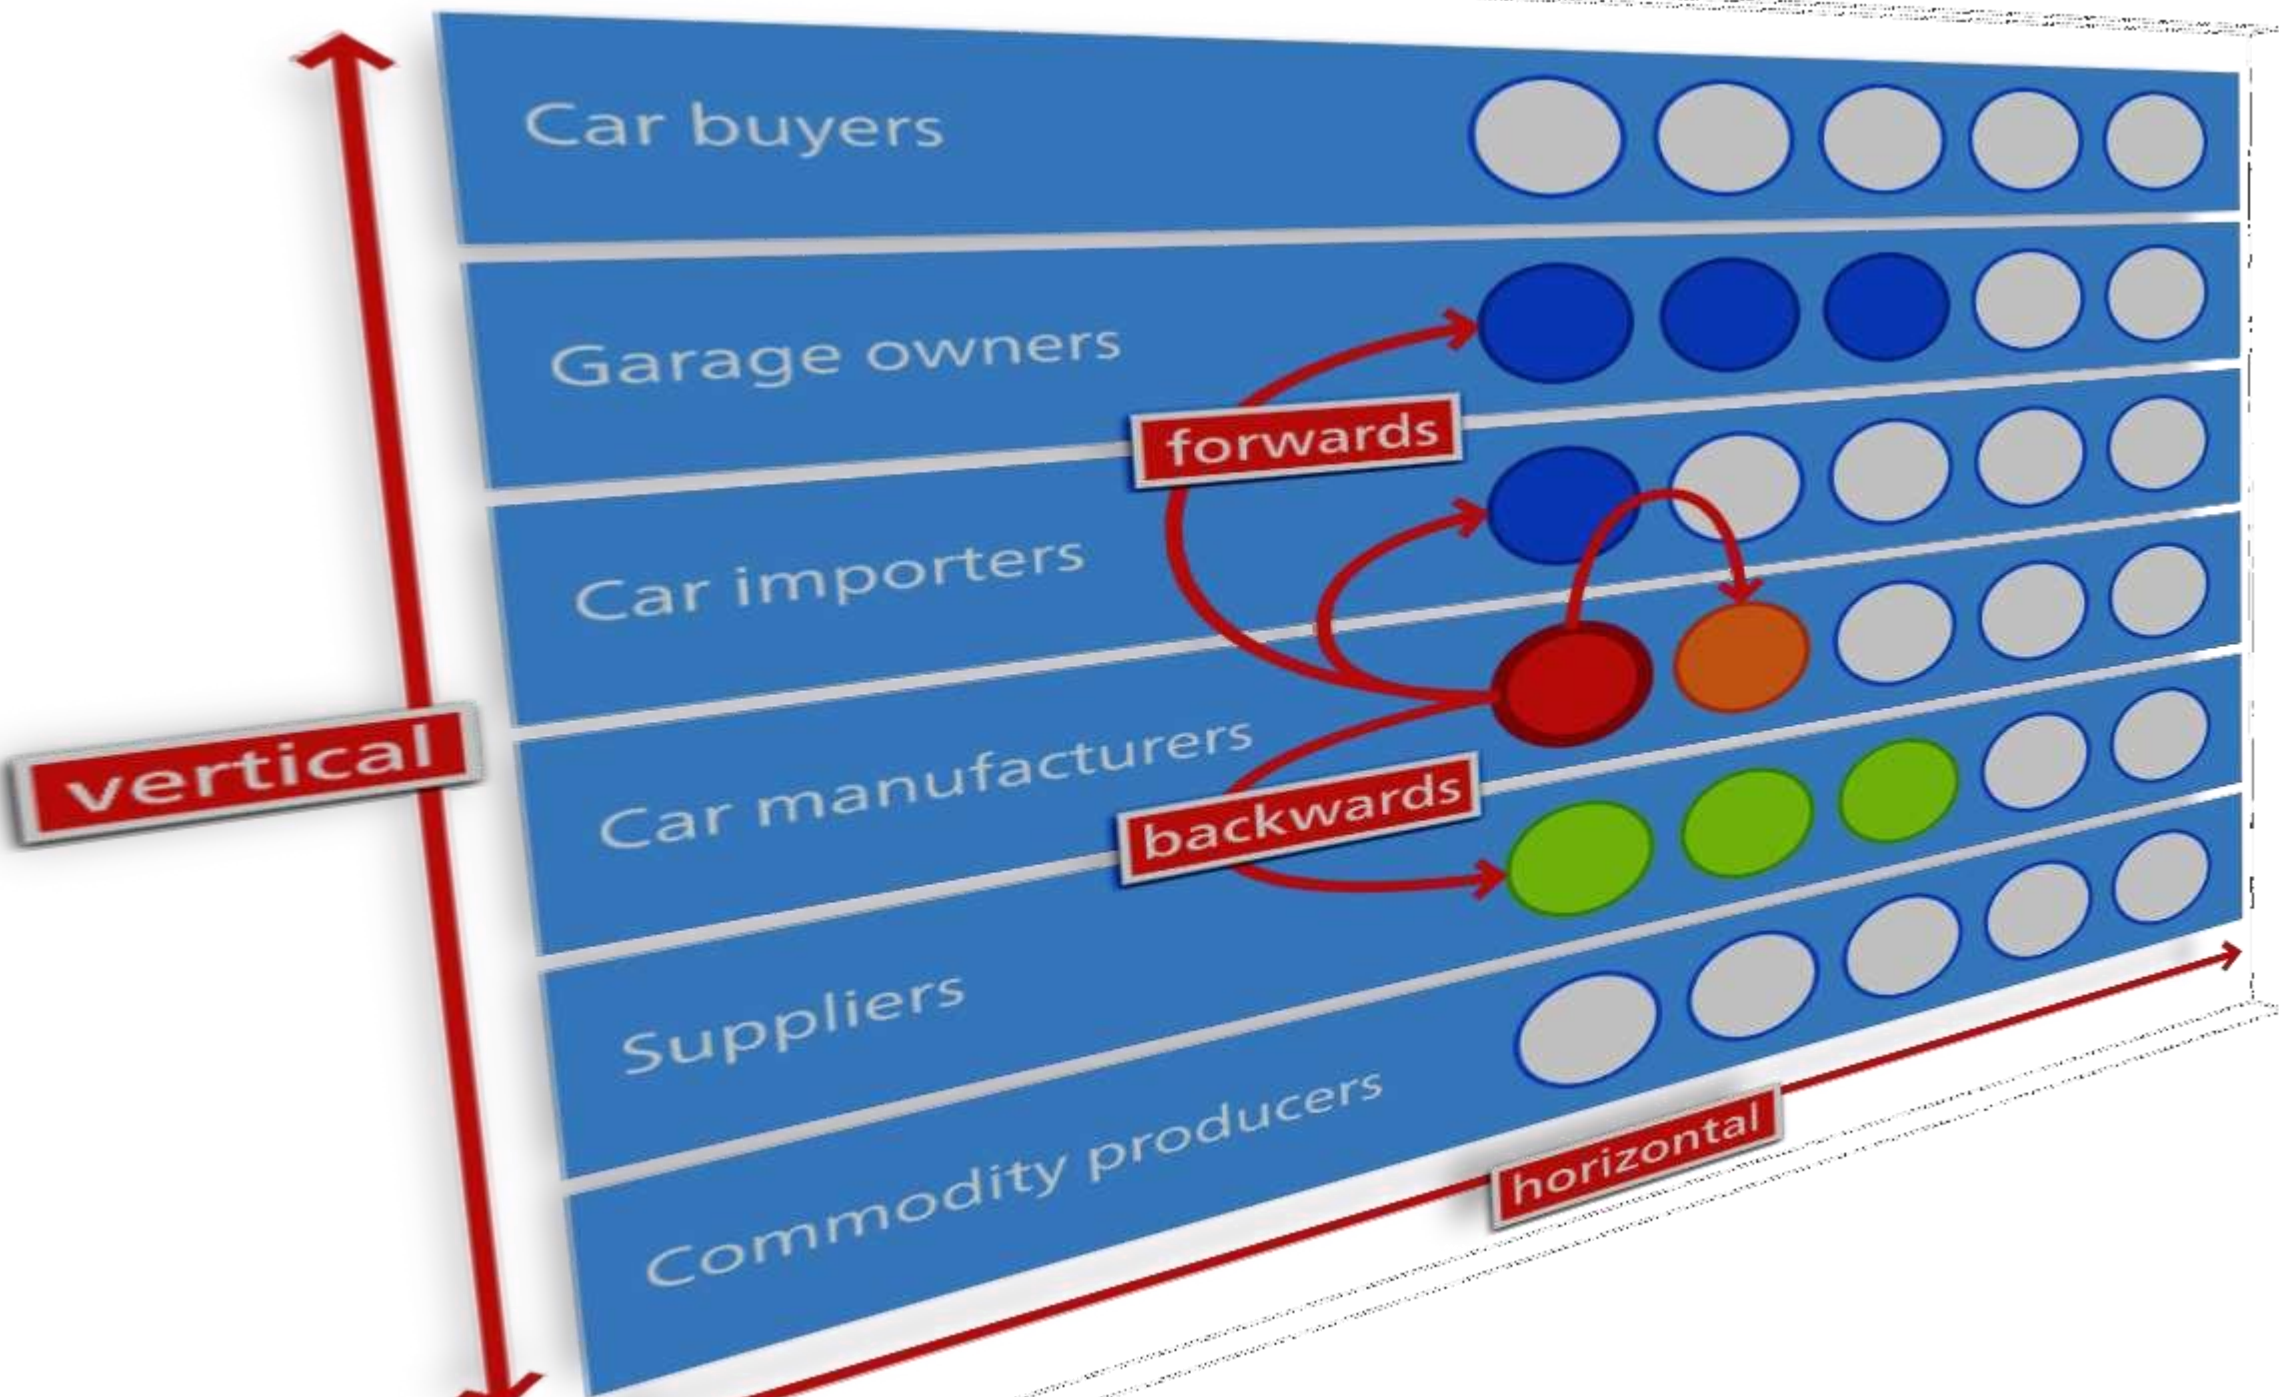 Car buyers
Garage owners
forwards
Car importers
vertical
Car manufacturers
backwards
Suppliers
Commodity producers
horizontal